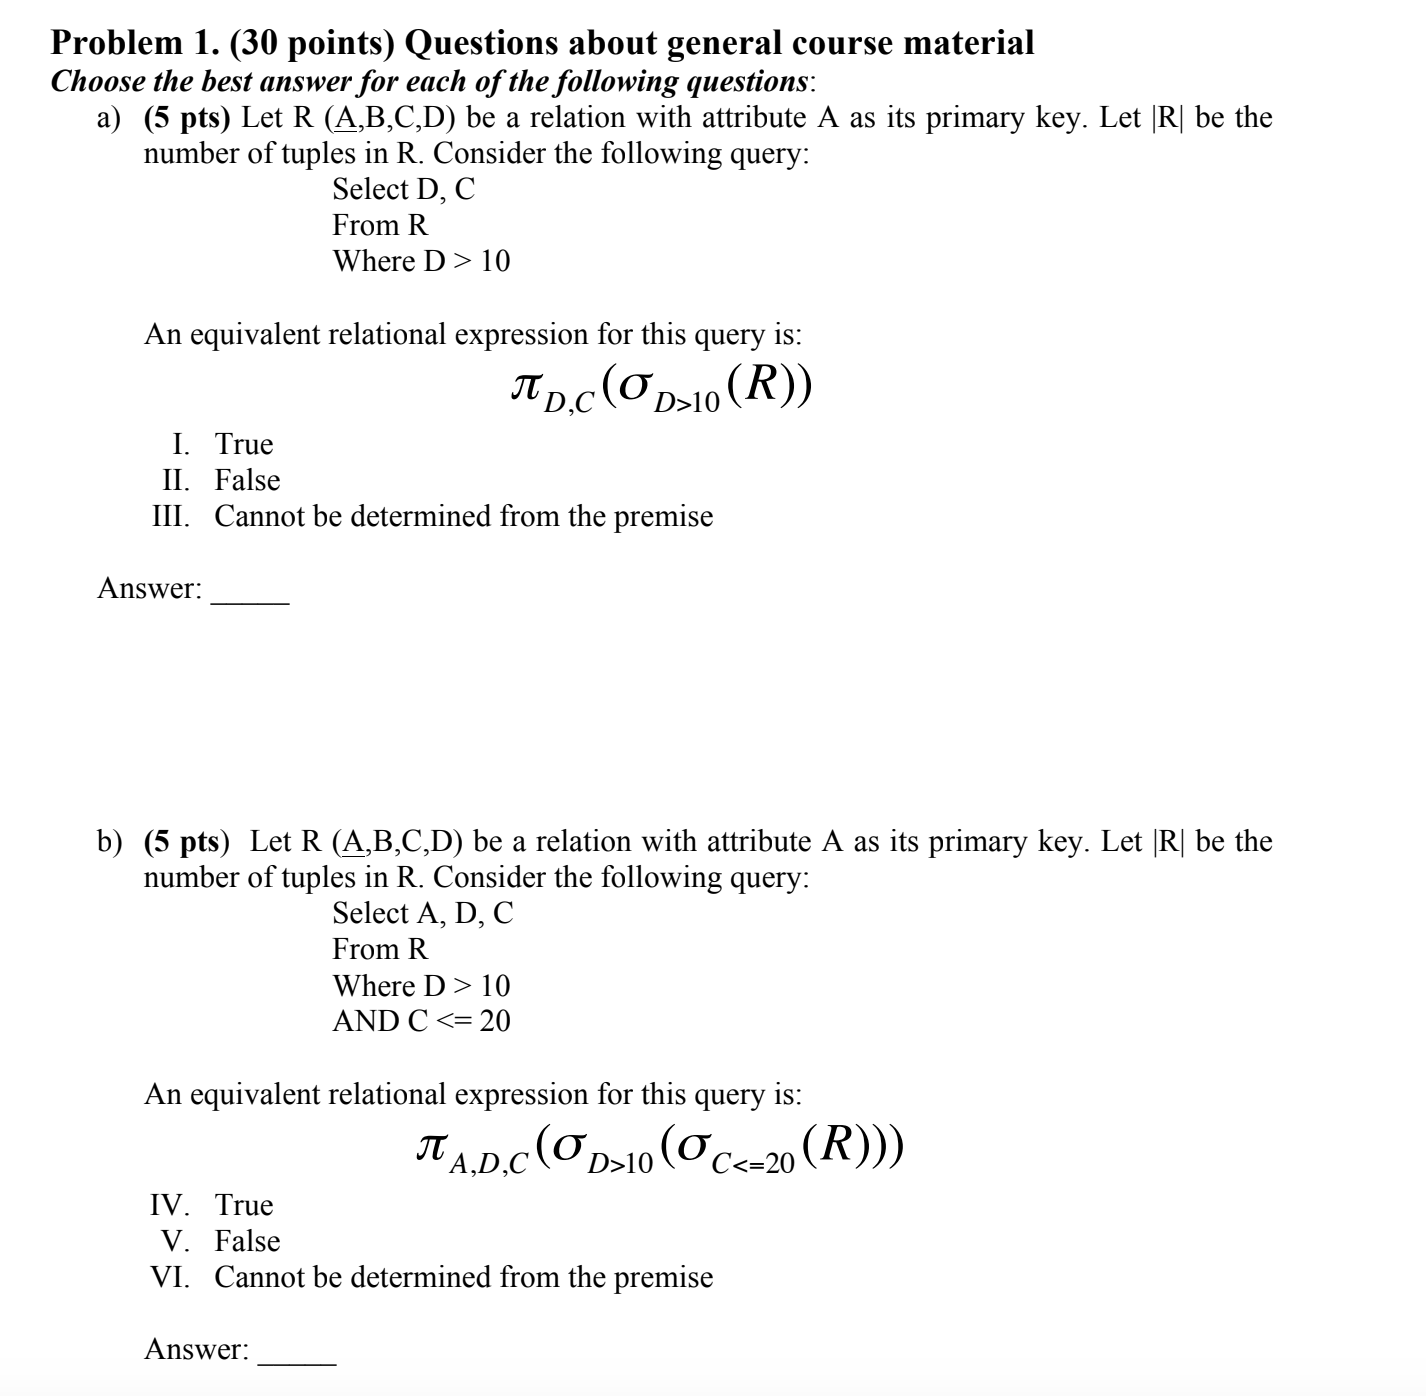 Problem 1. (30 points) Questions about general course material
Choose the best answer for each of the following questions:
a) (5 pts) Let R (A,B,C,D) be a relation with attribute A as its primary key. Let |R| be the
number of tuples in R. Consider the following query:
Select D, C
From R
Where D > 10
An equivalent relational expression for this query is:
π D,C (σ D>10 (R))
I. True
II. False
III. Cannot be determined from the premise
Answer: _____
b) (5 pts) Let R (A,B,C,D) be a relation with attribute A as its primary key. Let |R| be the
number of tuples in R. Consider the following query:
Select A, D, C
From R
Where D > 10
AND C <= 20
An equivalent relational expression for this query is:
π A,D,C (σ D>10 (σ C<=20 (R)))
IV. True
V. False
VI. Cannot be determined from the premise
Answer: _____